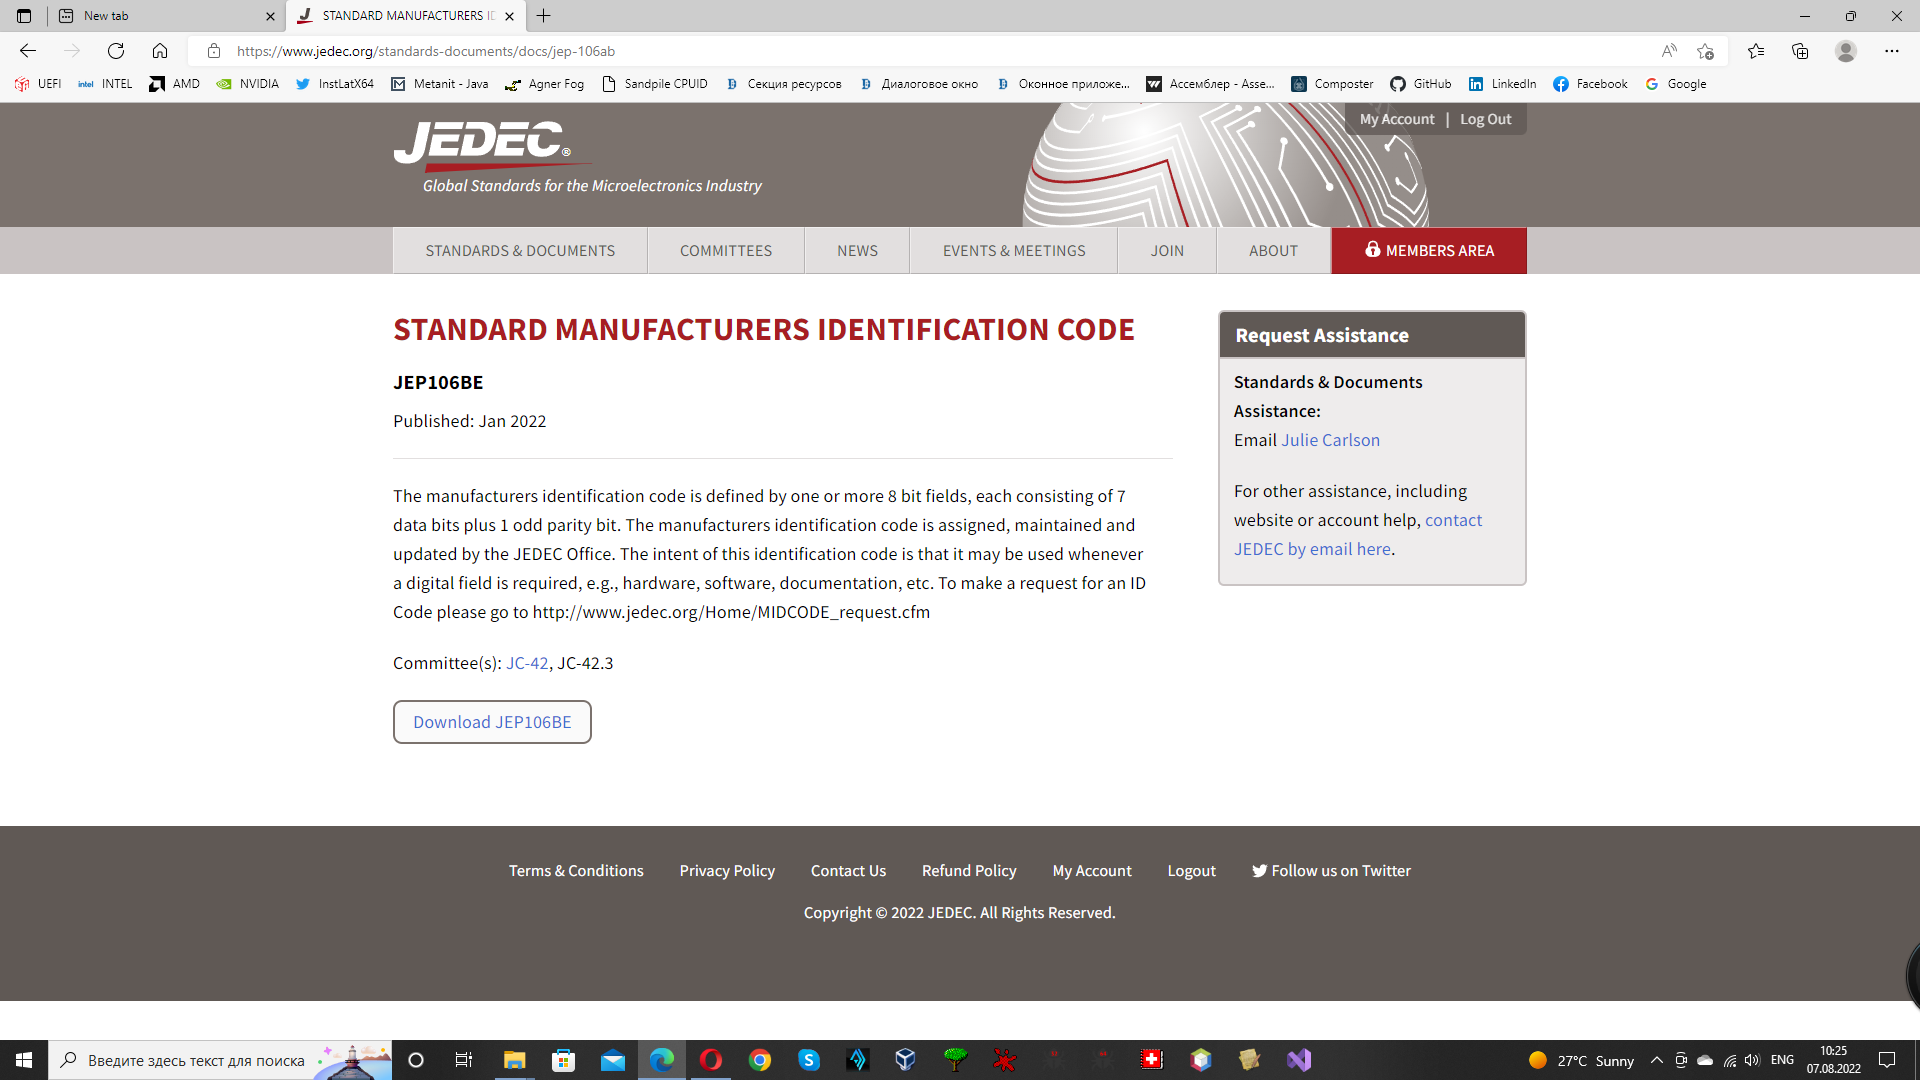 New tab
STANDARD MANUFACTURERS ID
https://www.jedec.org/standards-documents/docs/jep-106ab
UEFI
intel INTEL
AMD
NVIDIA
InstLatX64
Metanit - Java
Agner Fog
Sandpile CPUID
Секция ресурсов
Диалоговое окно
Оконное приложе...
Ассемблер - Asse...
Composter
GitHub
LinkedIn
Facebook
Google
My Account | Log Out
JEDEC®
Global Standards for the Microelectronics Industry
STANDARDS & DOCUMENTS
COMMITTEES
NEWS
EVENTS & MEETINGS
JOIN
ABOUT
MEMBERS AREA
STANDARD MANUFACTURERS IDENTIFICATION CODE
JEP106BE
Published: Jan 2022
The manufacturers identification code is defined by one or more 8 bit fields, each consisting of 7
data bits plus 1 odd parity bit. The manufacturers identification code is assigned, maintained and
updated by the JEDEC Office. The intent of this identification code is that it may be used whenever
a digital field is required, e.g., hardware, software, documentation, etc. To make a request for an ID
Code please go to http://www.jedec.org/Home/MIDCODE_request.cfm
Committee(s): JC-42, JC-42.3
Download JEP106BE
Request Assistance
Standards & Documents
Assistance:
Email Julie Carlson
For other assistance, including
website or account help, contact
JEDEC by email here.
Terms & Conditions
Privacy Policy
Contact Us
Refund Policy
My Account
Logout
Follow us on Twitter
Copyright © 2022 JEDEC. All Rights Reserved.
Введите здесь текст для поиска
27°C Sunny
ENG
10:25
07.08.2022